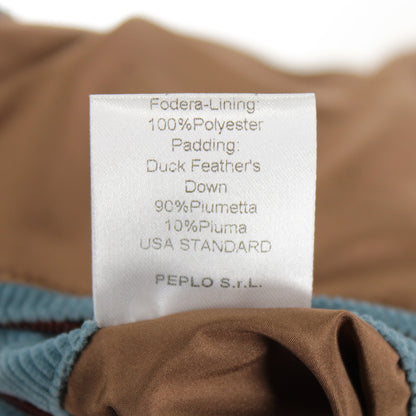 Fodera-Lining:
100%Polyester
Padding:
Duck Feather's
Down
90%Piumetta
10%Piuma
USA STANDARD
PEPLO S.r.L.